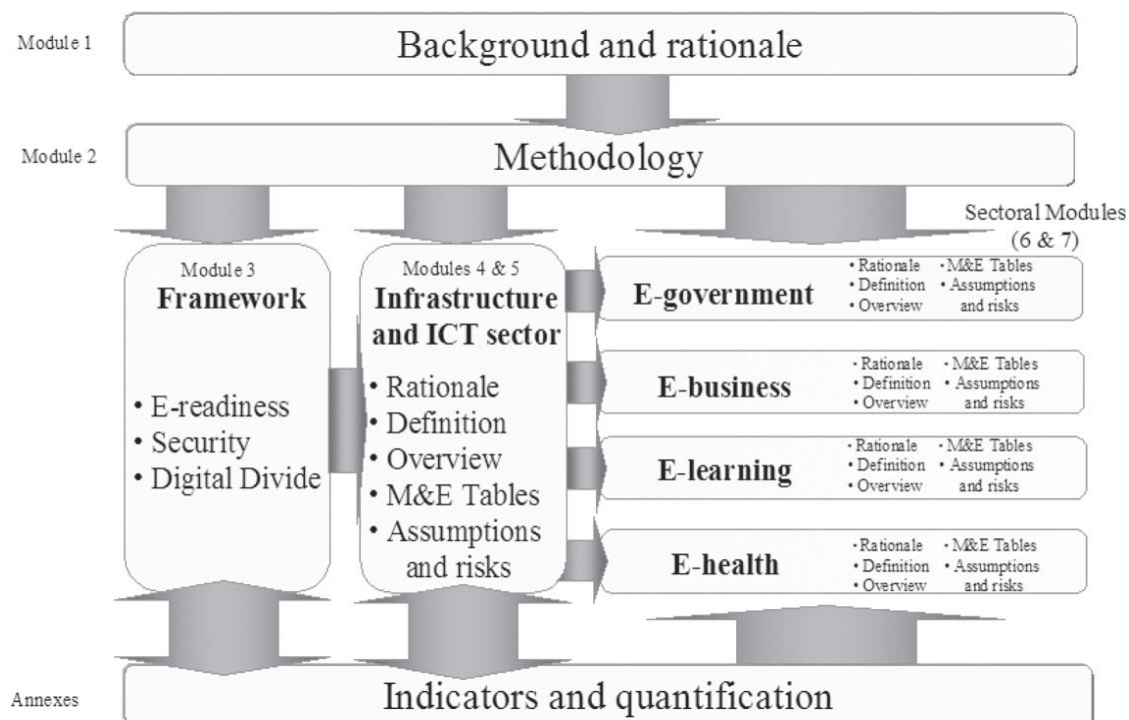 Module 1
Background and rationale
Module 2
Methodology
Sectoral Modules
(6 & 7)
Module 3
Framework
• E-readiness
• Security
• Digital Divide
Modules 4 & 5
Infrastructure
and ICT sector
• Rationale
• Definition
• Overview
• M&E Tables
• Assumptions
and risks
E-government
• Rationale
• Definition
• Overview
• M&E Tables
• Assumptions
and risks
E-business
• Rationale
• Definition
• Overview
• M&E Tables
• Assumptions
and risks
E-learning
• Rationale
• Definition
• Overview
• M&E Tables
• Assumptions
and risks
E-health
• Rationale
• Definition
• Overview
• M&E Tables
• Assumptions
and risks
Annexes
Indicators and quantification